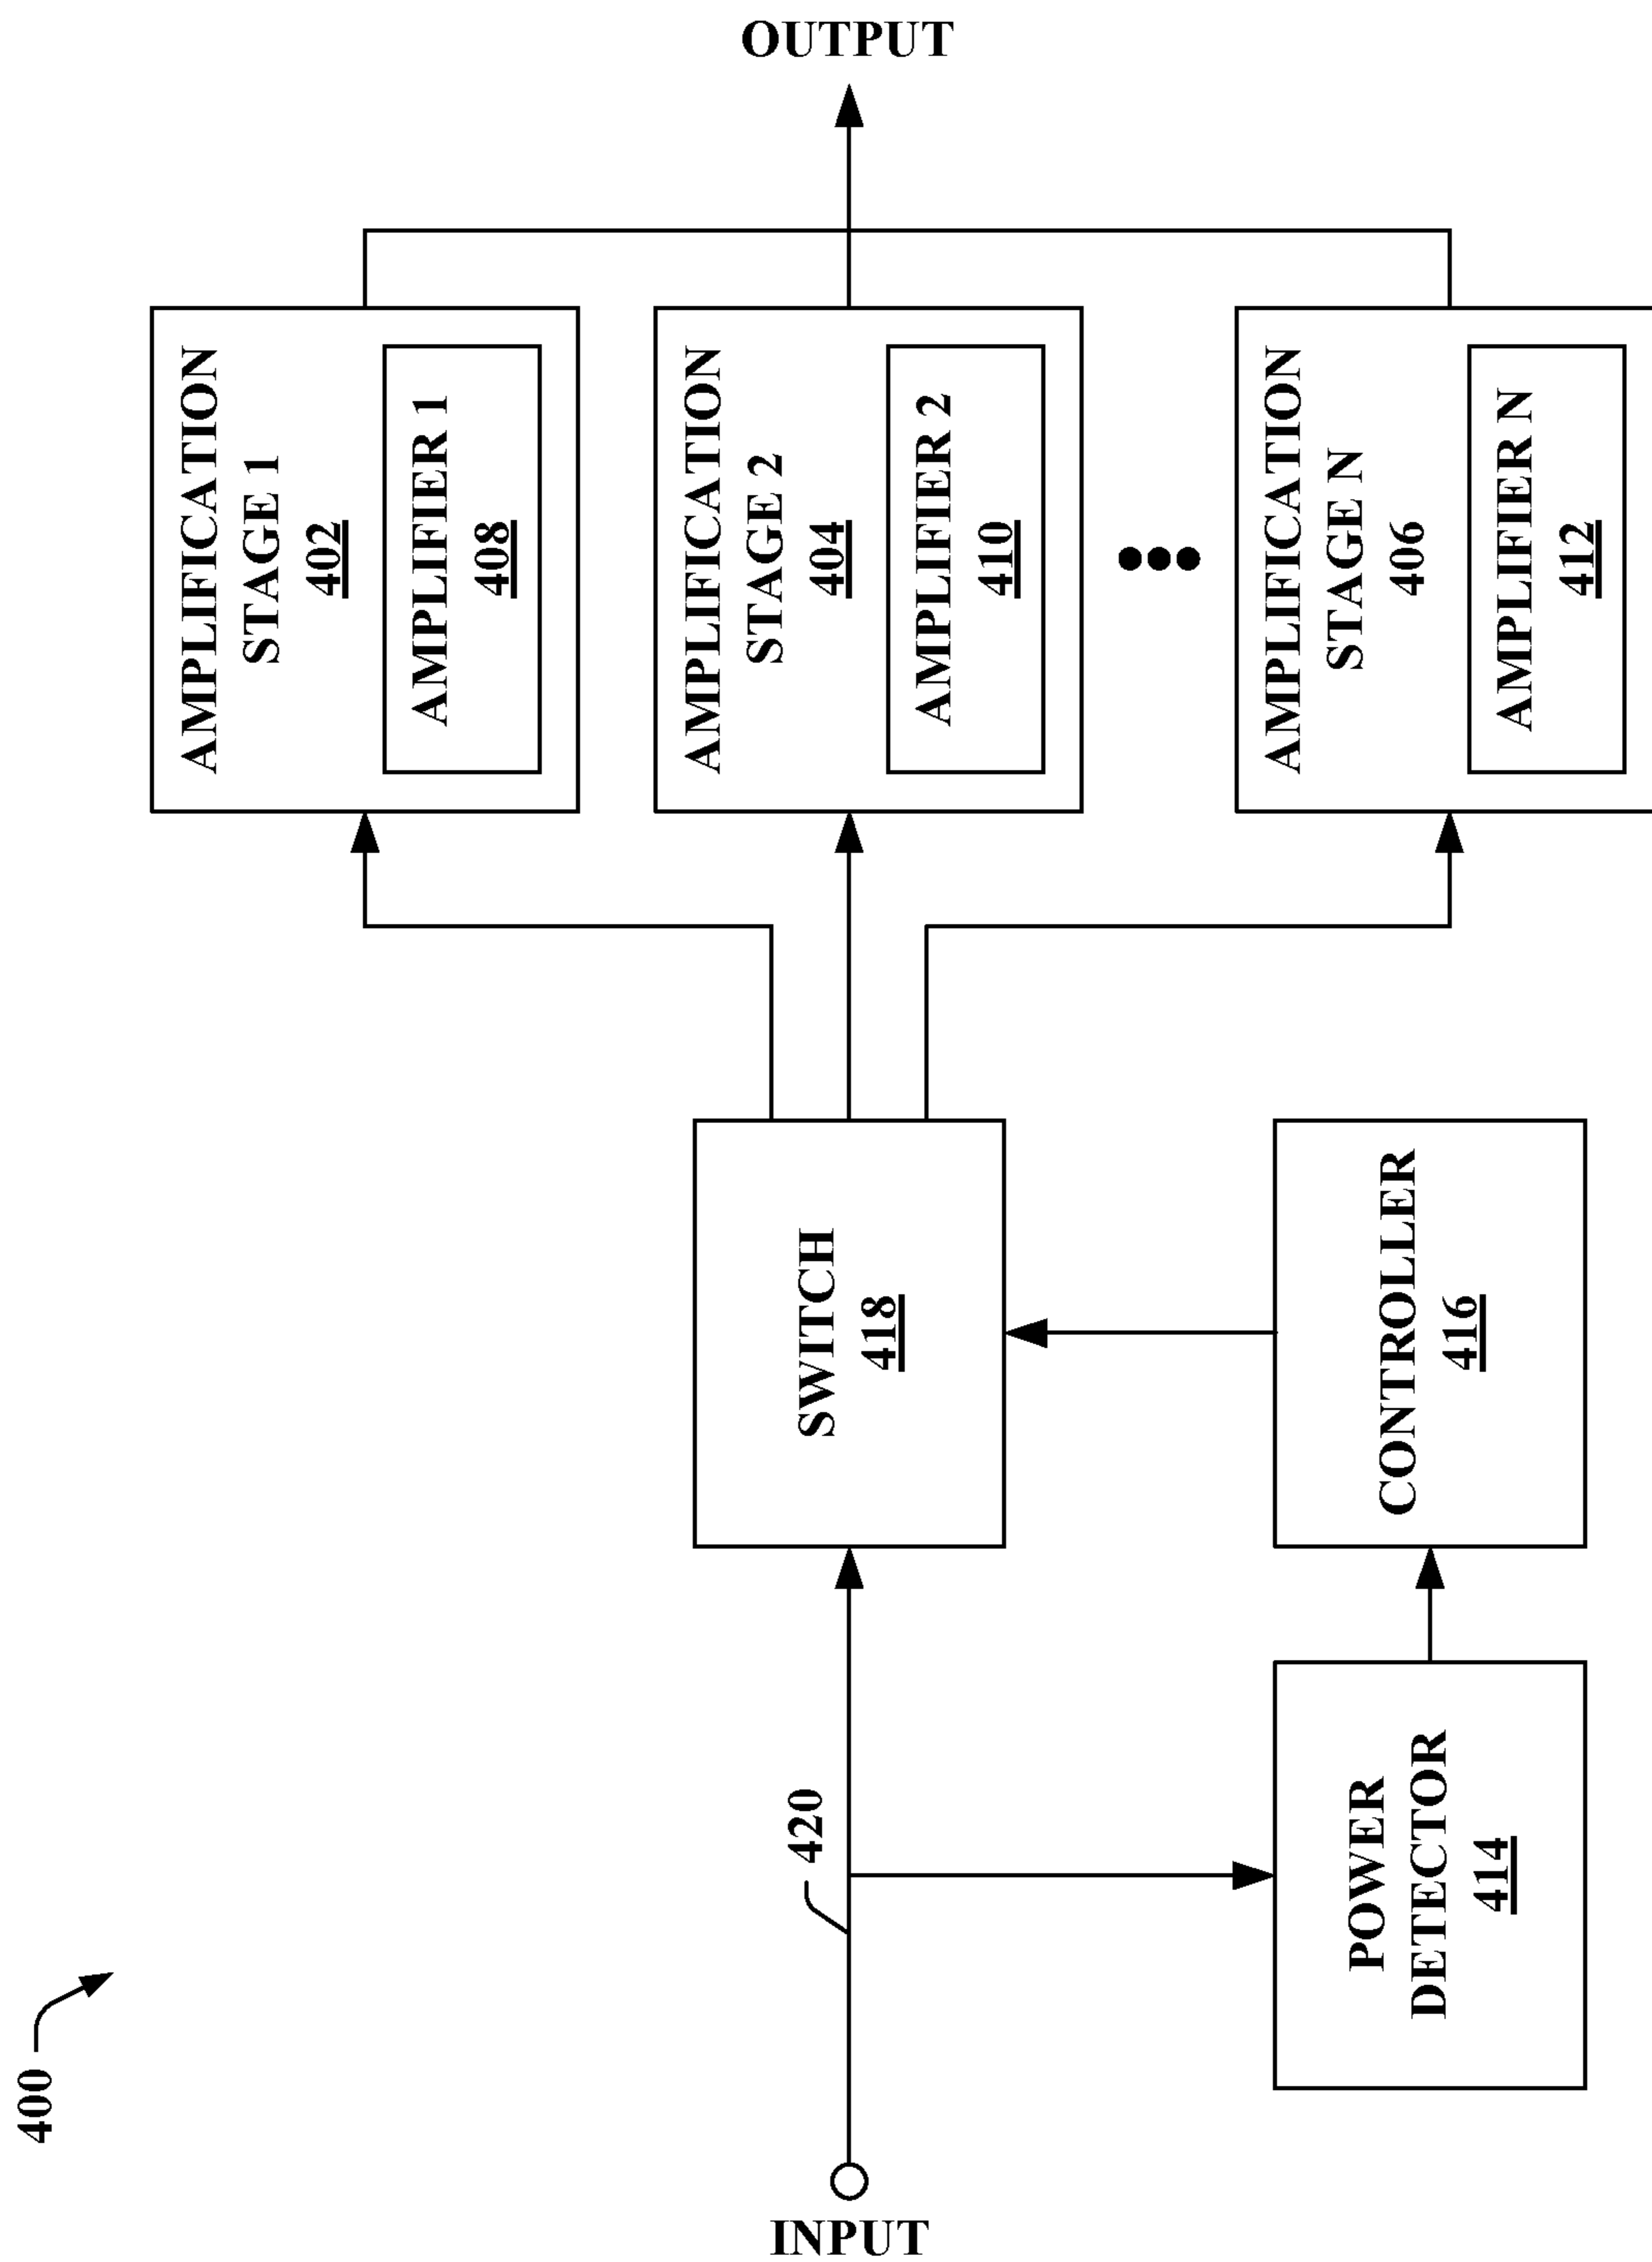 400
INPUT
420
POWER
DETECTOR
414
SWITCH
418
CONTROLLER
416
AMPLIFICATION
STAGE 1
402
AMPLIFIER 1
408
AMPLIFICATION
STAGE 2
404
AMPLIFIER 2
410
AMPLIFICATION
STAGE N
406
AMPLIFIER N
412
OUTPUT